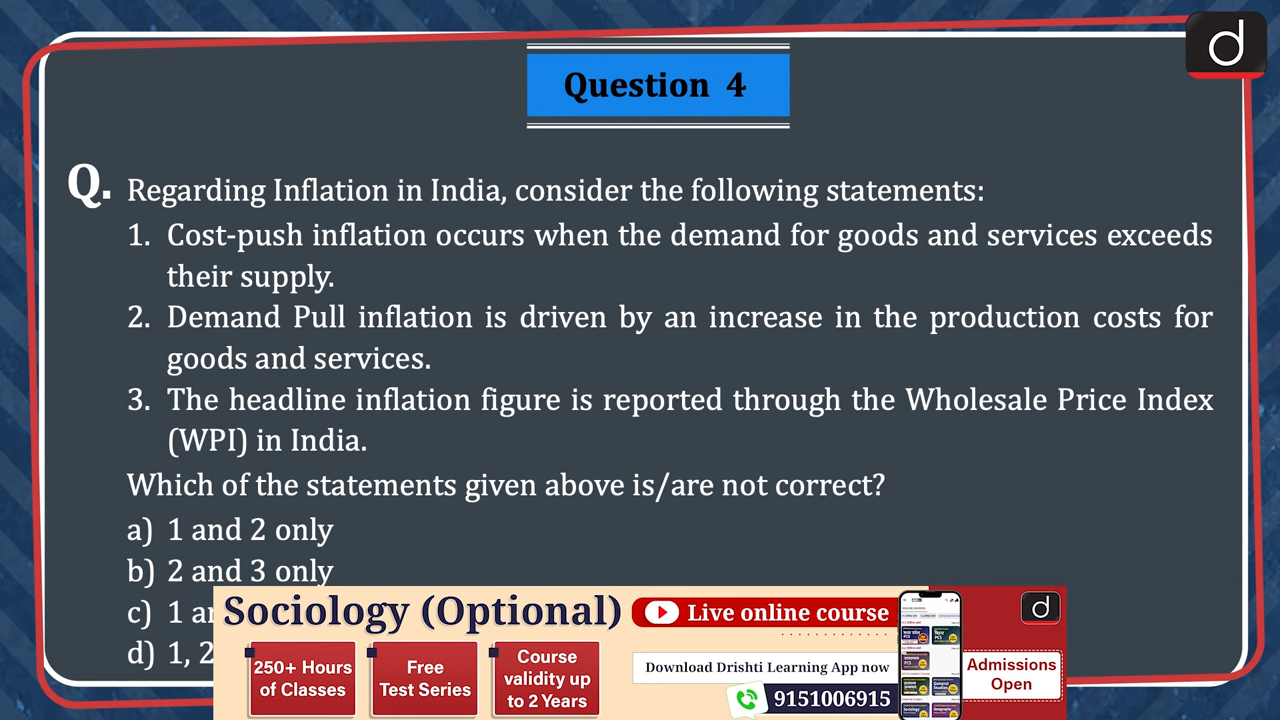 d
Question 4
Q. Regarding Inflation in India, consider the following statements:
1. Cost-push inflation occurs when the demand for goods and services exceeds
their supply.
2. Demand Pull inflation is driven by an increase in the production costs for
goods and services.
3. The headline inflation figure is reported through the Wholesale Price Index
(WPI) in India.
Which of the statements given above is/are not correct?
a) 1 and 2 only
b) 2 and 3 only
c) 1
d) 1, 2
Sociology (Optional)
Live online course
250+ Hours
of Classes
Free
Test Series
Course
validity up
to 2 Years
Download Drishti Learning App now
9151006915
d
Admissions
Open